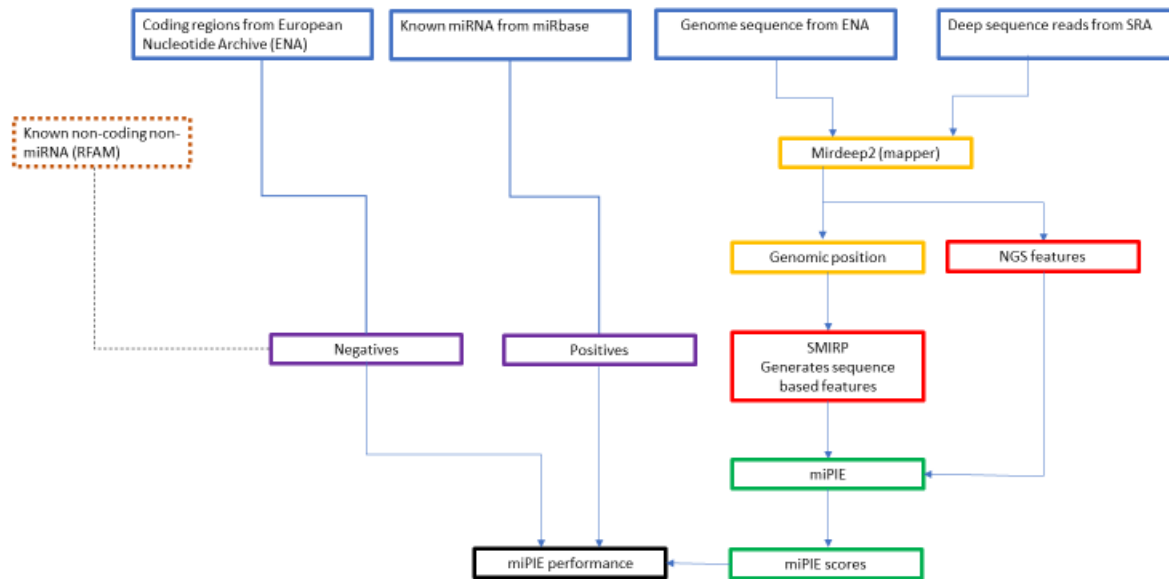 Coding regions from European
Nucleotide Archive (ENA)
Known miRNA from miRbase
Genome sequence from ENA
Deep sequence reads from SRA
Known non-coding non-
miRNA (RFAM)
Mirdeep2 (mapper)
Genomic position
NGS features
Negatives
Positives
SMIRP
Generates sequence
based features
miPIE
miPIE performance
miPIE scores